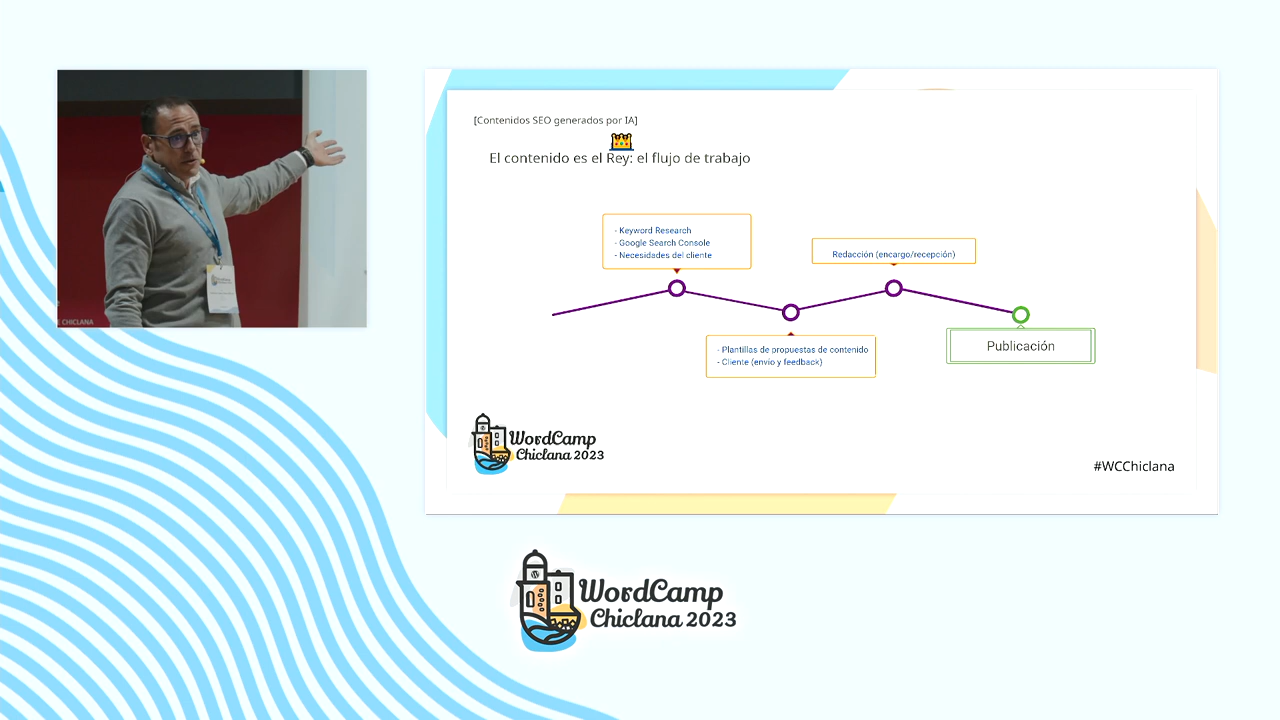 [Contenidos SEO generados por IA]
El contenido es el Rey: el flujo de trabajo
- Keyword Research
- Google Search Console
- Necesidades del cliente
Redacción (encargo/recepción)
- Plantillas de propuestas de contenido
- Cliente (envío y feedback)
Publicación
WordCamp
Chiclana 2023
#WCChiclana
E CHICLANA
WordCamp
Chiclana 2023